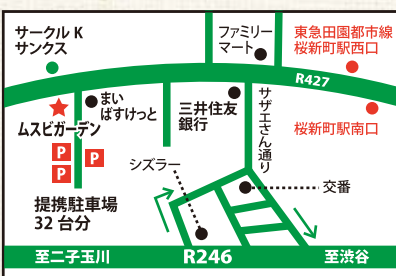 サークル K
サンクス
ファミリー
マート
東急田園都市線
桜新町駅西口
R427
まい
ばすけっと
三井住友
銀行
サザエさん通り
桜新町駅南口
ムスビガーデン
P
P
P
シズラー
交番
提携駐車場
32 台分
至二子玉川
R246
至渋谷